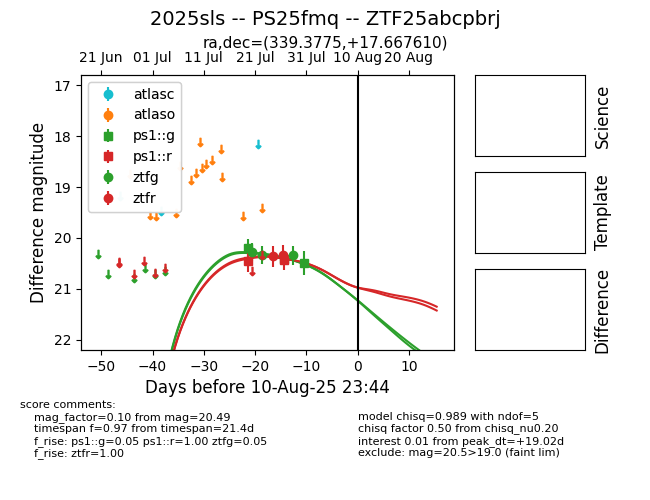 2025sls -- PS25fmq -- ZTF25abcpbrj
ra,dec=(339.3775,+17.667610)
21 Jun 01 Jul 11 Jul 21 Jul 31 Jul 10 Aug 20 Aug
17
18
19
20
21
22
Difference magnitude
atlasc
atlaso
ps1::g
ps1::r
ztfg
ztfr
−50 −40 −30 −20 −10 0 10
Days before 10-Aug-25 23:44
Science
Template
Difference
score comments:
mag_factor=0.10 from mag=20.49
timespan f=0.97 from timespan=21.4d
f_rise: ps1::g=0.05 ps1::r=1.00 ztfg=0.05
f_rise: ztfr=1.00
model chisq=0.989 with ndof=5
chisq factor 0.50 from chisq_nu0.20
interest 0.01 from peak_dt=+19.02d
exclude: mag=20.5>19.0 (faint lim)